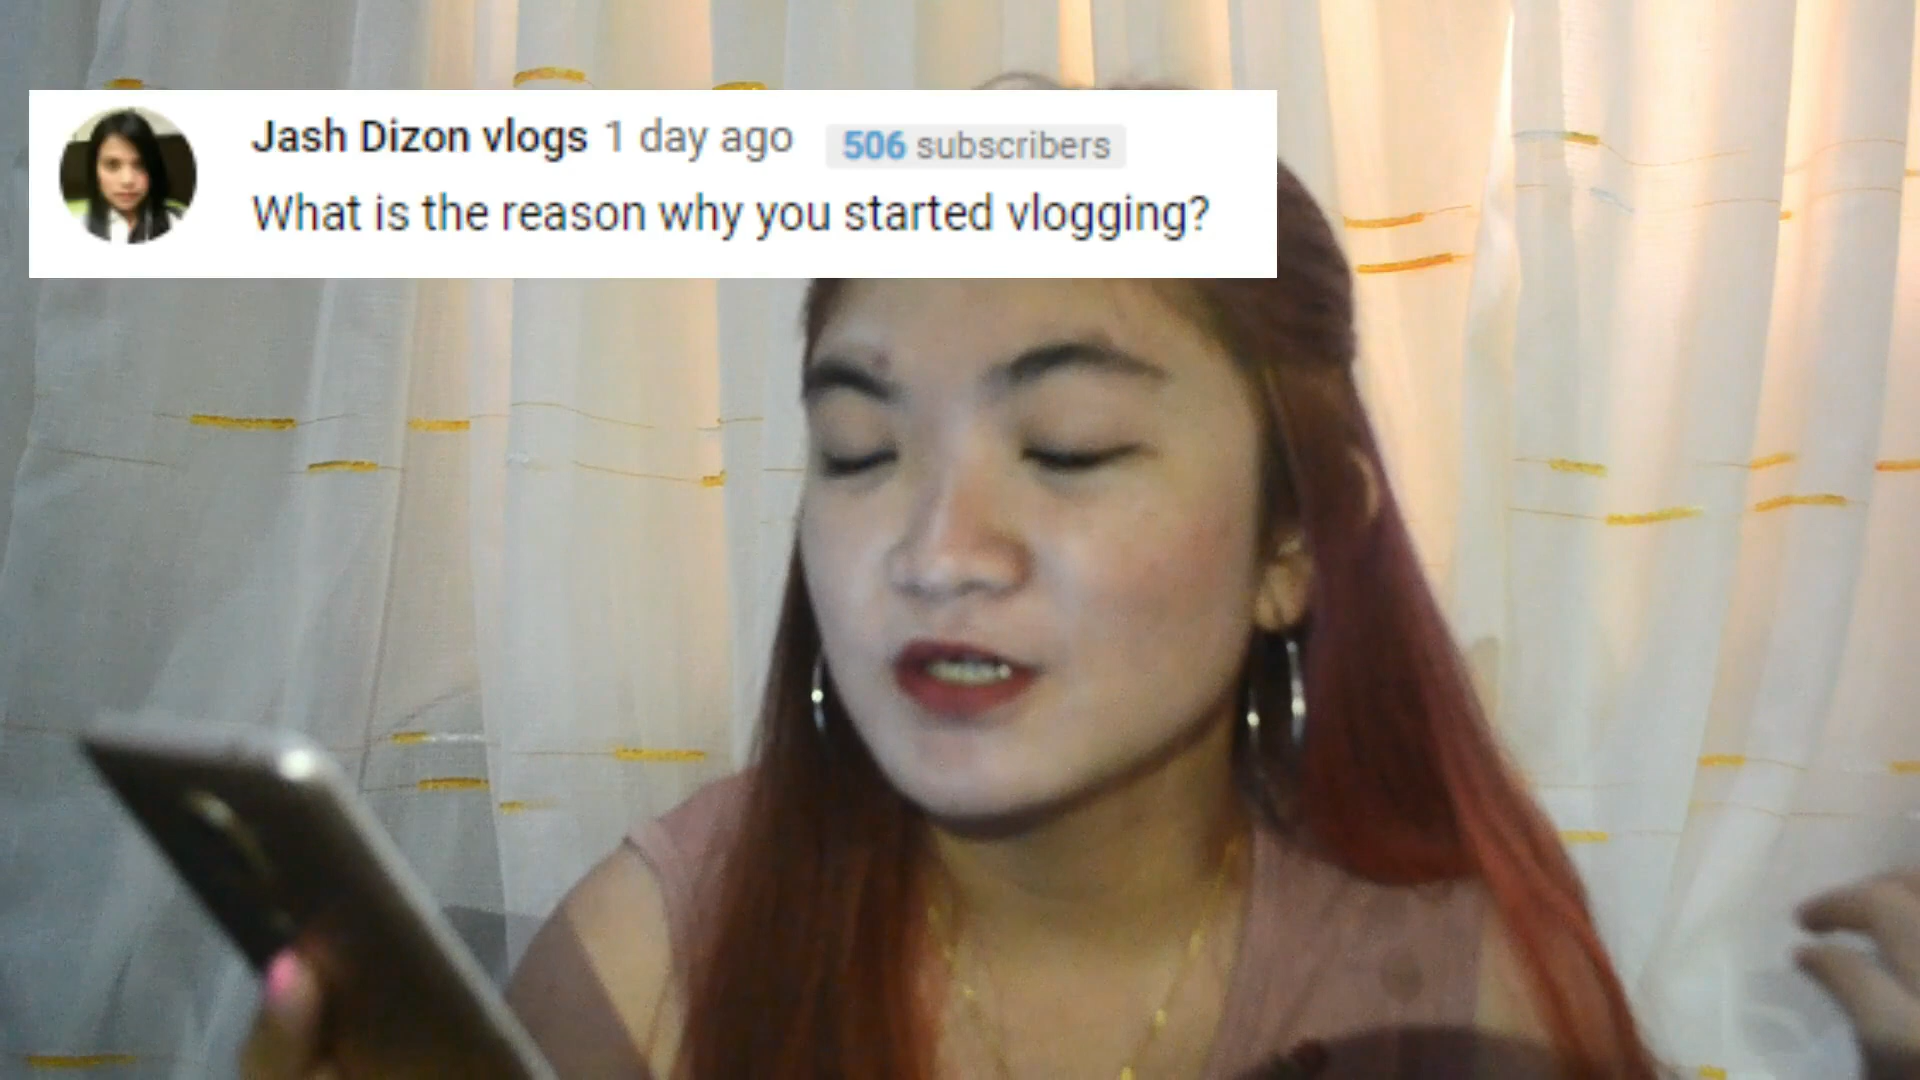 Jash Dizon vlogs 1 day ago 506 subscribers
What is the reason why you started vlogging?